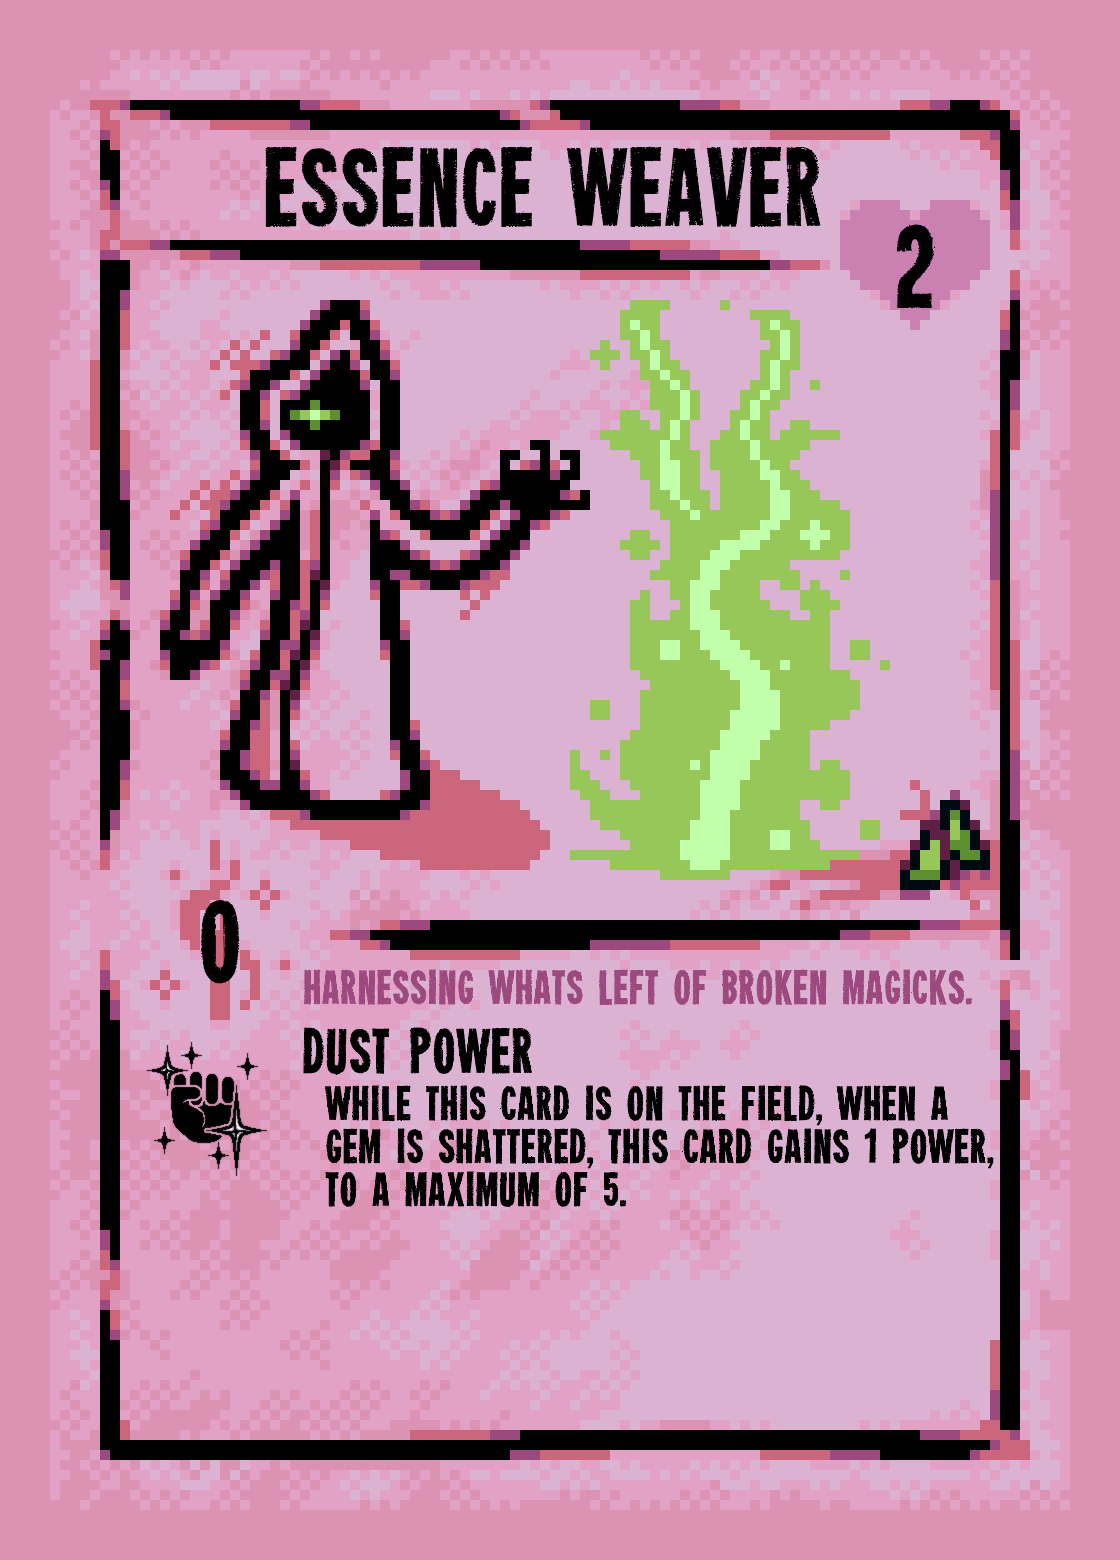 ESSENCE WEAVER
2
0
HARNESSING WHATS LEFT OF BROKEN MAGICKS.
DUST POWER
WHILE THIS CARD IS ON THE FIELD, WHEN A
GEM IS SHATTERED, THIS CARD GAINS 1 POWER,
TO A MAXIMUM OF 5.